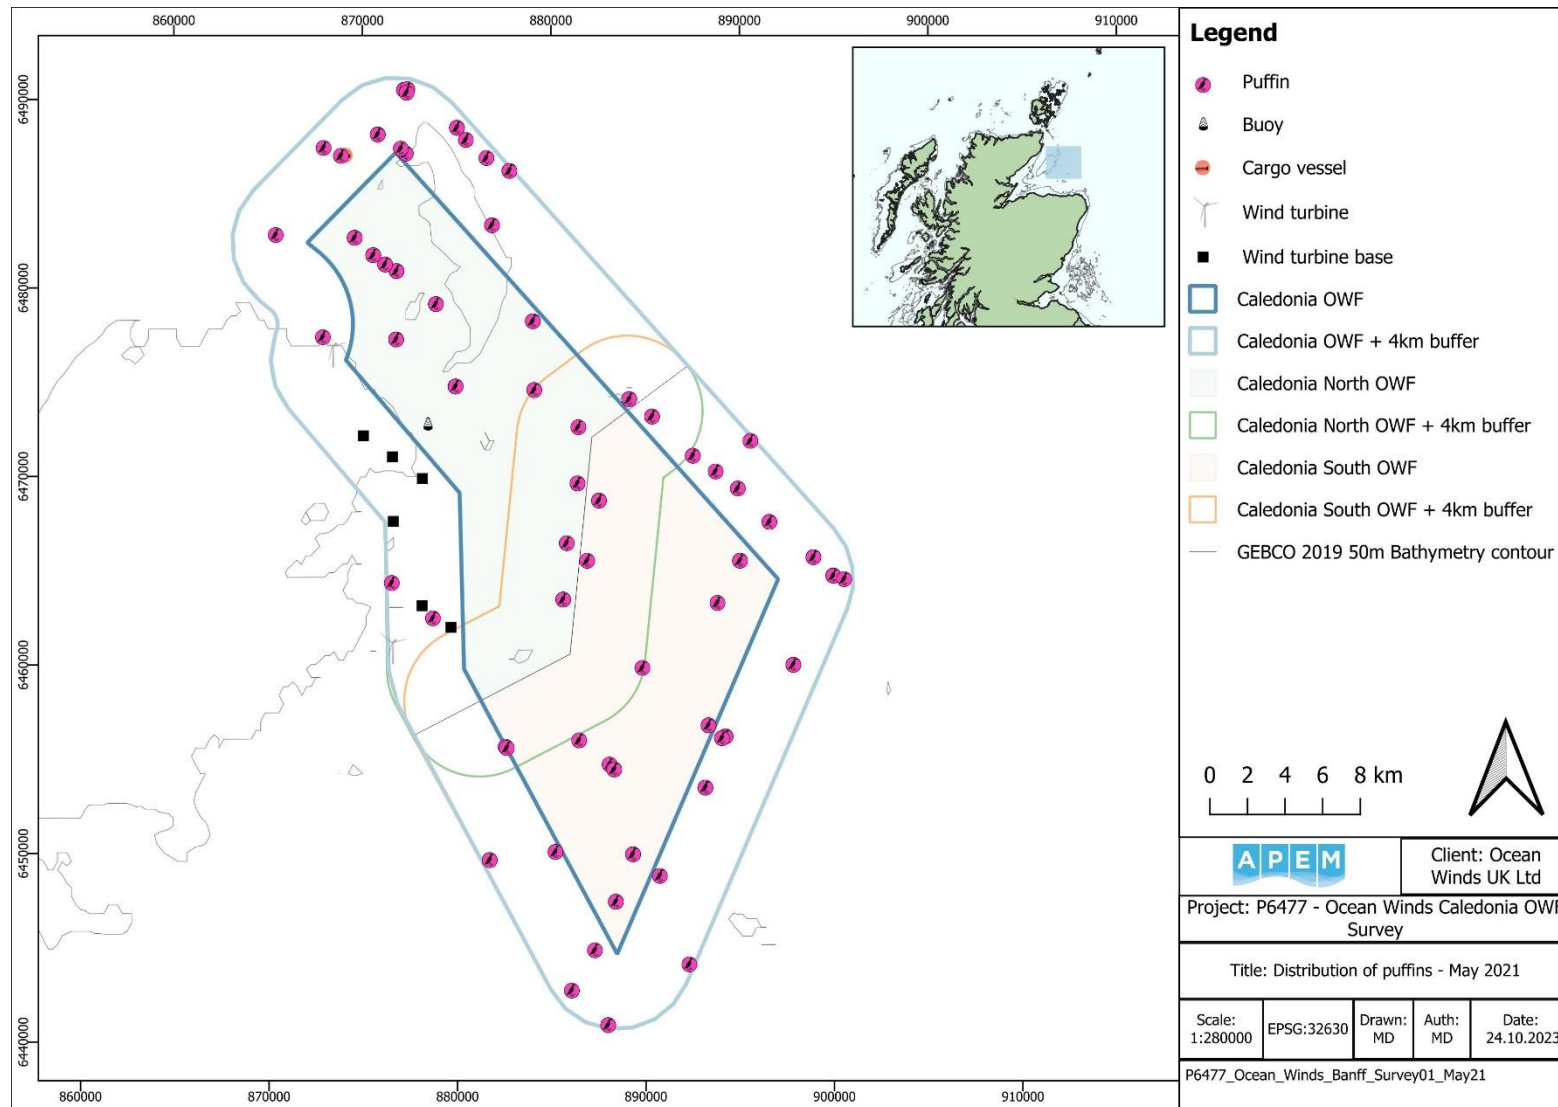 860000 870000 880000 890000 900000 910000
6490000
6480000
6470000
6460000
6450000
6440000
860000 870000 880000 890000 900000 910000
Legend
Puffin
Buoy
Cargo vessel
Wind turbine
Wind turbine base
Caledonia OWF
Caledonia OWF + 4km buffer
Caledonia North OWF
Caledonia North OWF + 4km buffer
Caledonia South OWF
Caledonia South OWF + 4km buffer
GEBCO 2019 50m Bathymetry contour
0 2 4 6 8 km
APEM
Client: Ocean
Winds UK Ltd
Project: P6477 - Ocean Winds Caledonia OWF
Survey
Title: Distribution of puffins - May 2021
Scale:
1:280000
EPSG:32630
Drawn:
MD
Auth:
MD
Date:
24.10.2023
P6477_Ocean_Winds_Banff_Survey01_May21